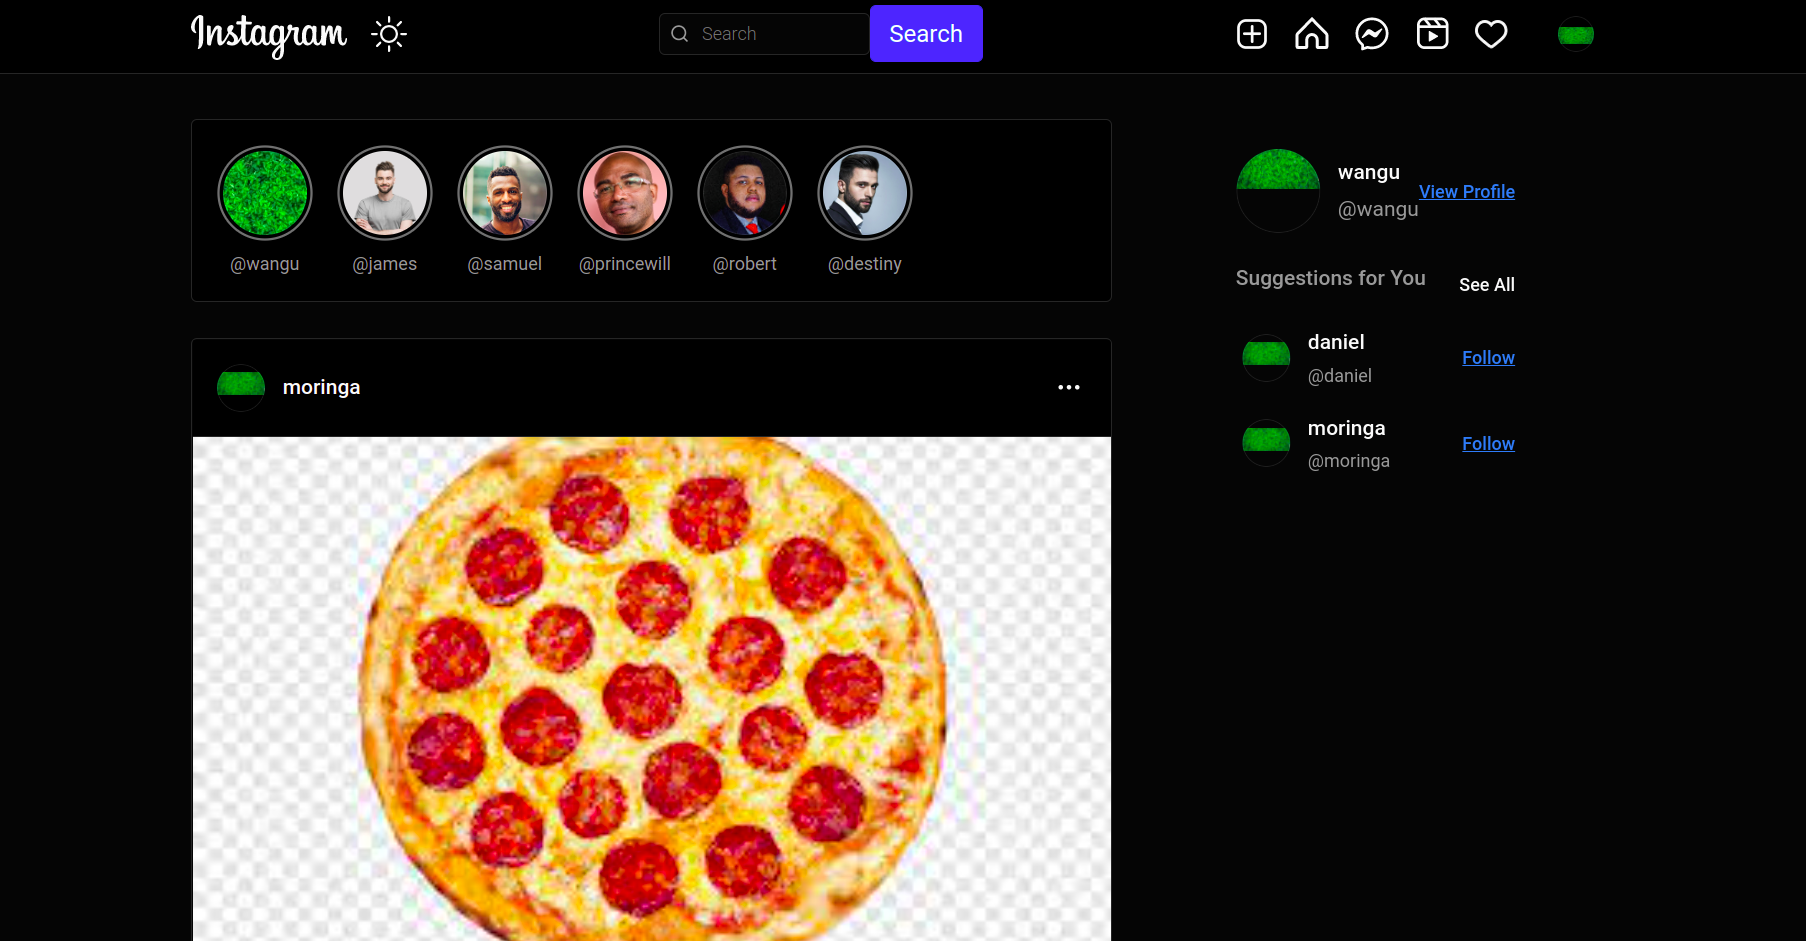 Instagram
Search
Search
@wangu
@james
@samuel
@princewill
@robert
@destiny
wangu
@wangu
View Profile
Suggestions for You
See All
daniel
@daniel
Follow
moringa
@moringa
Follow
moringa